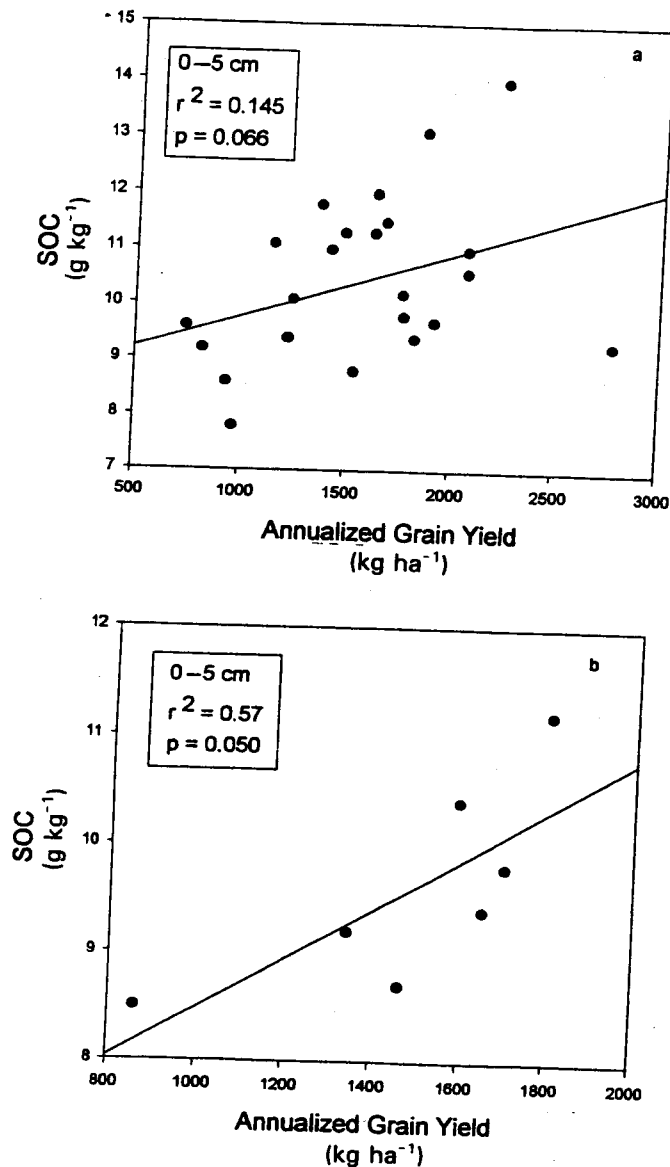 15
14
13
12
11
10
9
8
7
SOC
(g kg⁻¹)
a
0–5 cm
r² = 0.145
p = 0.066
500 1000 1500 2000 2500 3000
Annualized Grain Yield
(kg ha⁻¹)
12
11
10
9
8
SOC
(g kg⁻¹)
b
0–5 cm
r² = 0.57
p = 0.050
800 1000 1200 1400 1600 1800 2000
Annualized Grain Yield
(kg ha⁻¹)